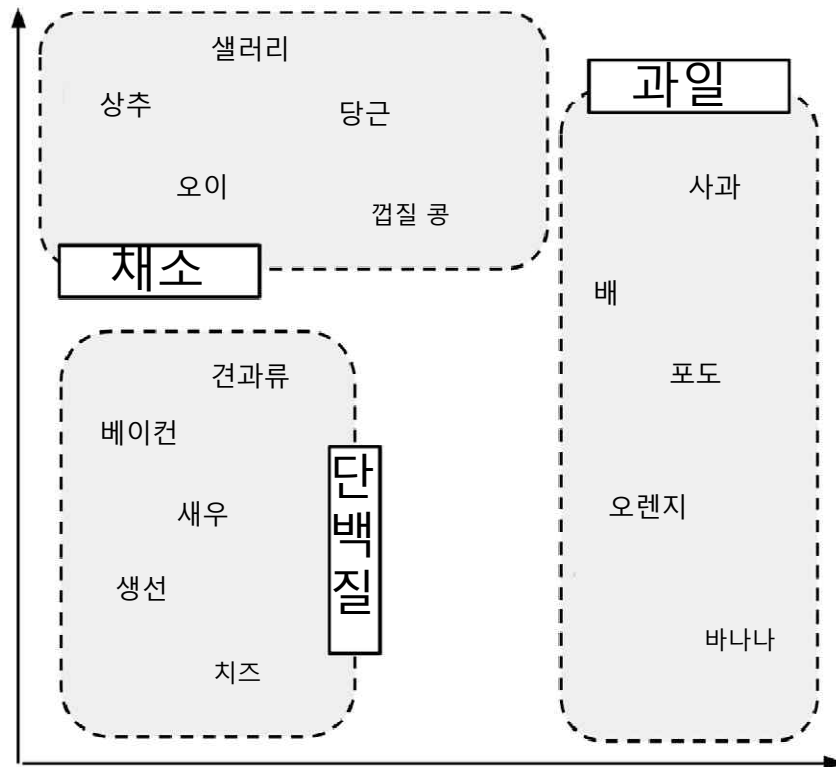 샐러리
상추
당근
오이
껍질 콩
채소
과일
사과
배
포도
오렌지
바나나
견과류
베이컨
새우
생선
치즈
단백질